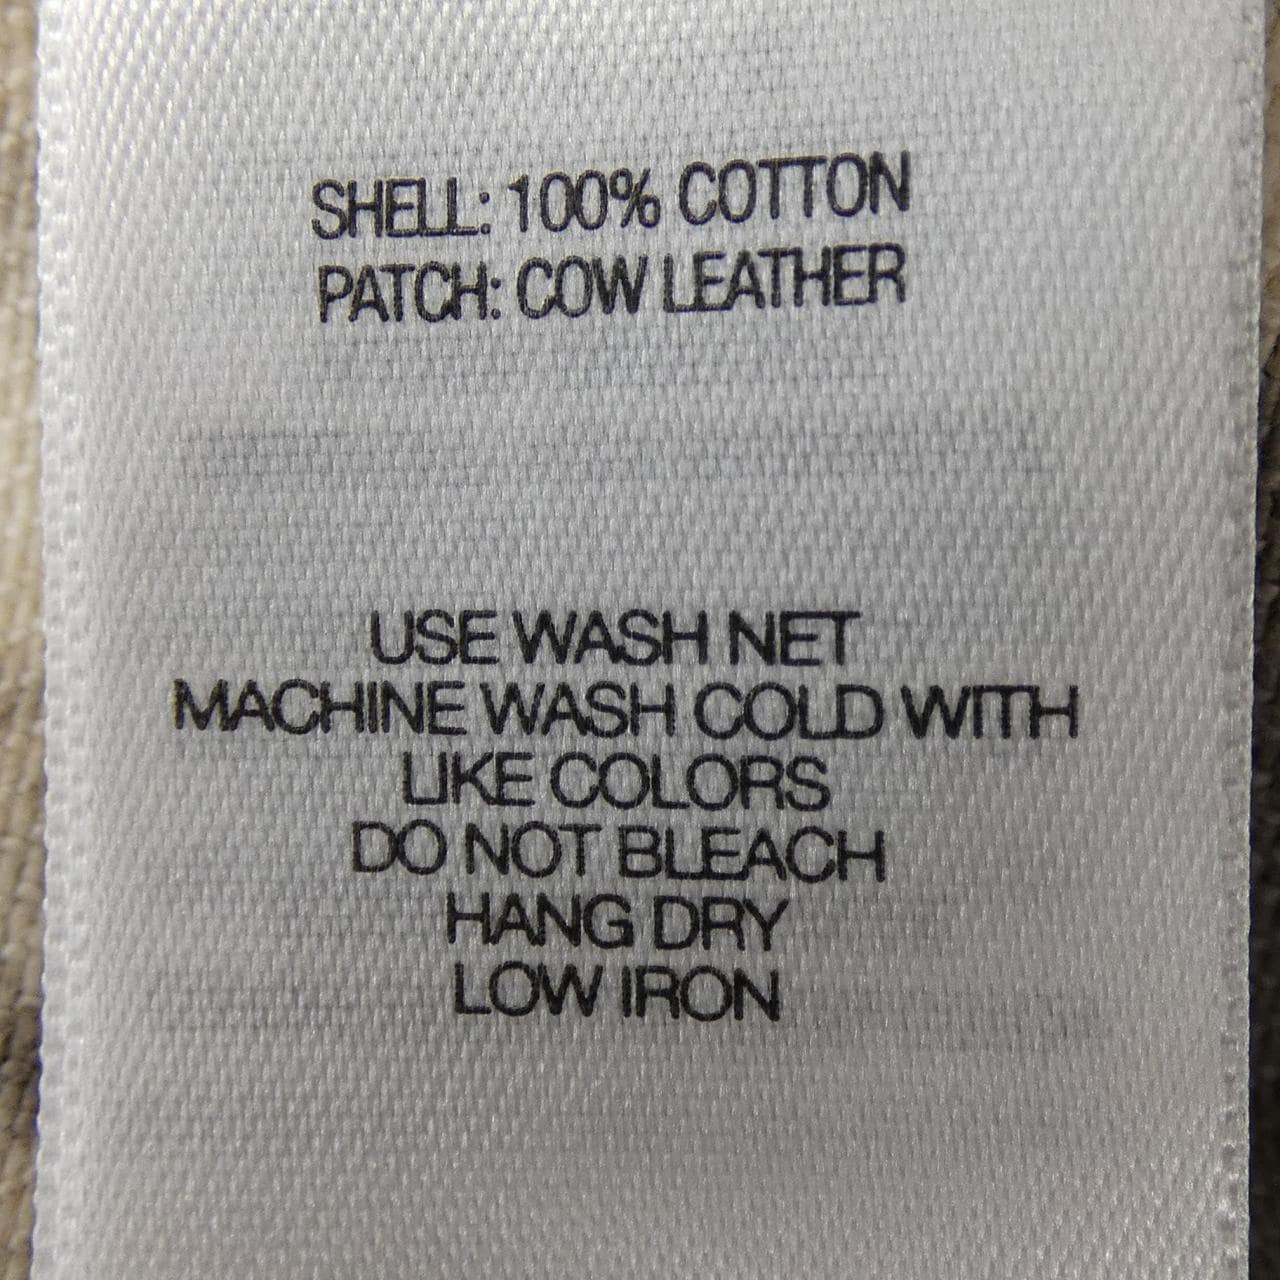 SHELL: 100% COTTON
PATCH: COW LEATHER
USE WASH NET
MACHINE WASH COLD WITH
LIKE COLORS
DO NOT BLEACH
HANG DRY
LOW IRON